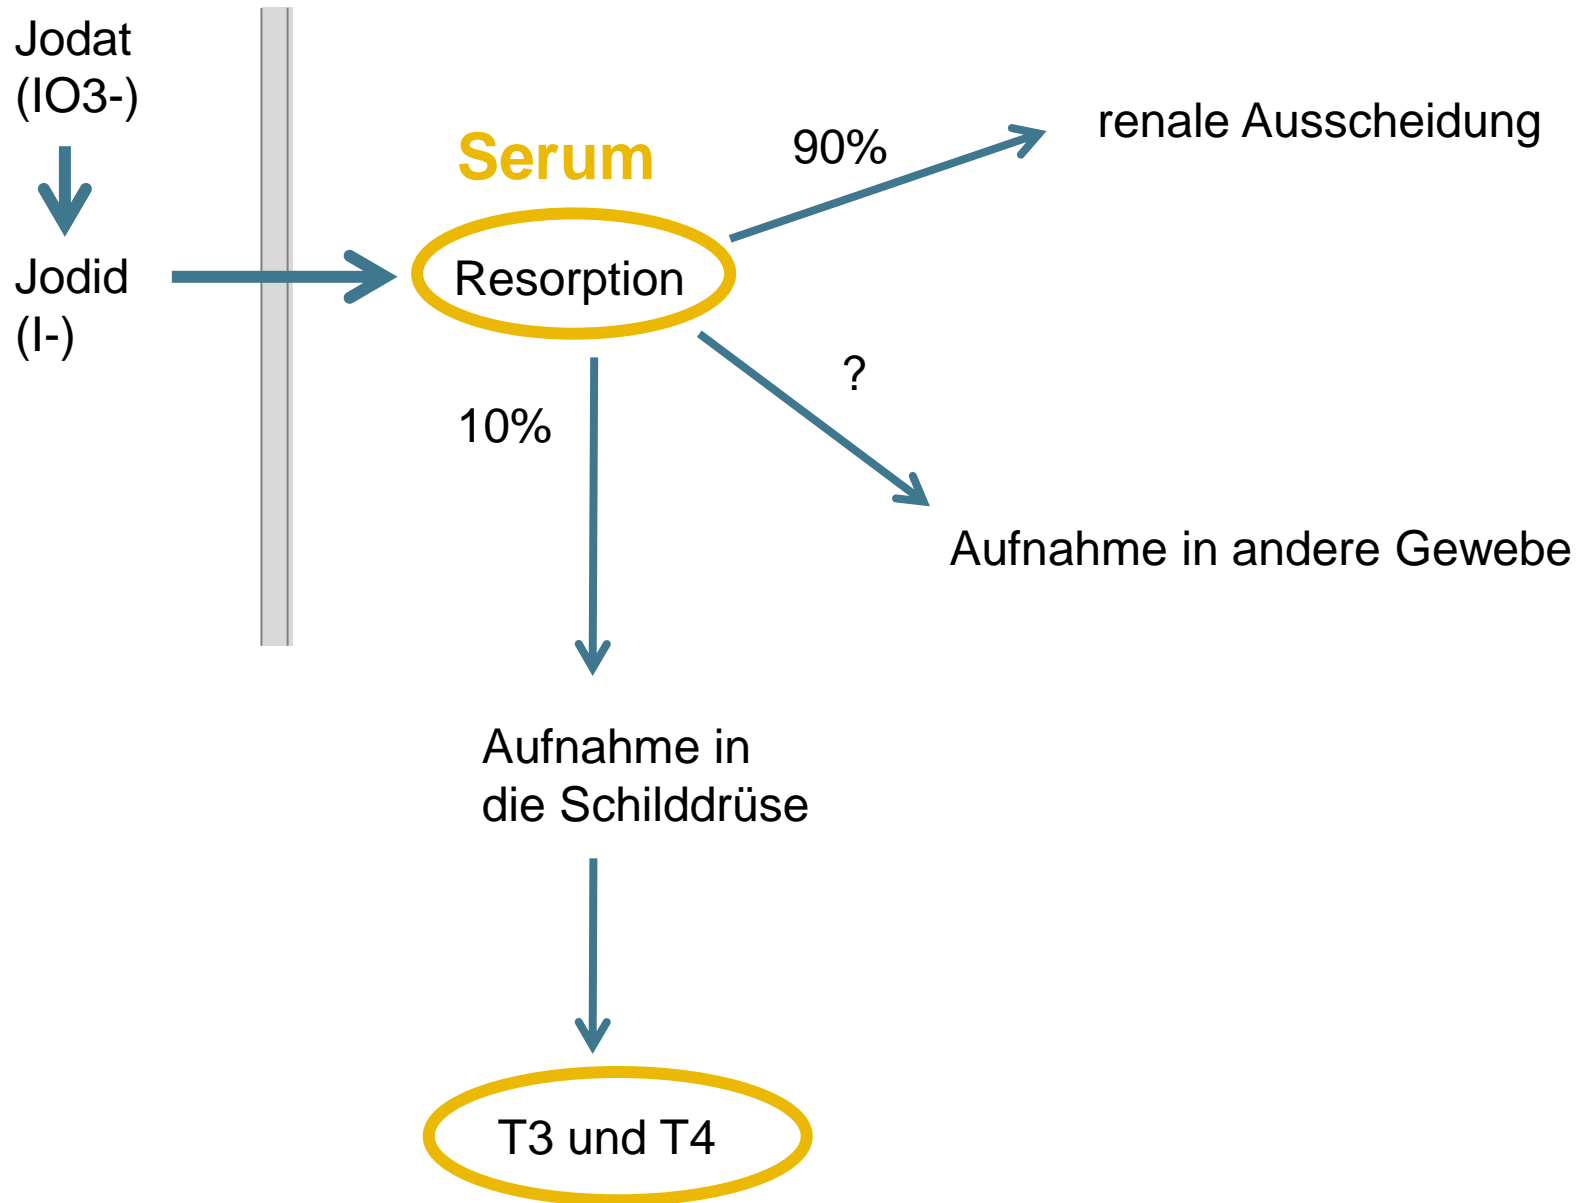 Jodat
(IO3-)
Jodid
(I-)
Serum
Resorption
90%
renale Ausscheidung
?
Aufnahme in andere Gewebe
10%
Aufnahme in
die Schilddrüse
T3 und T4